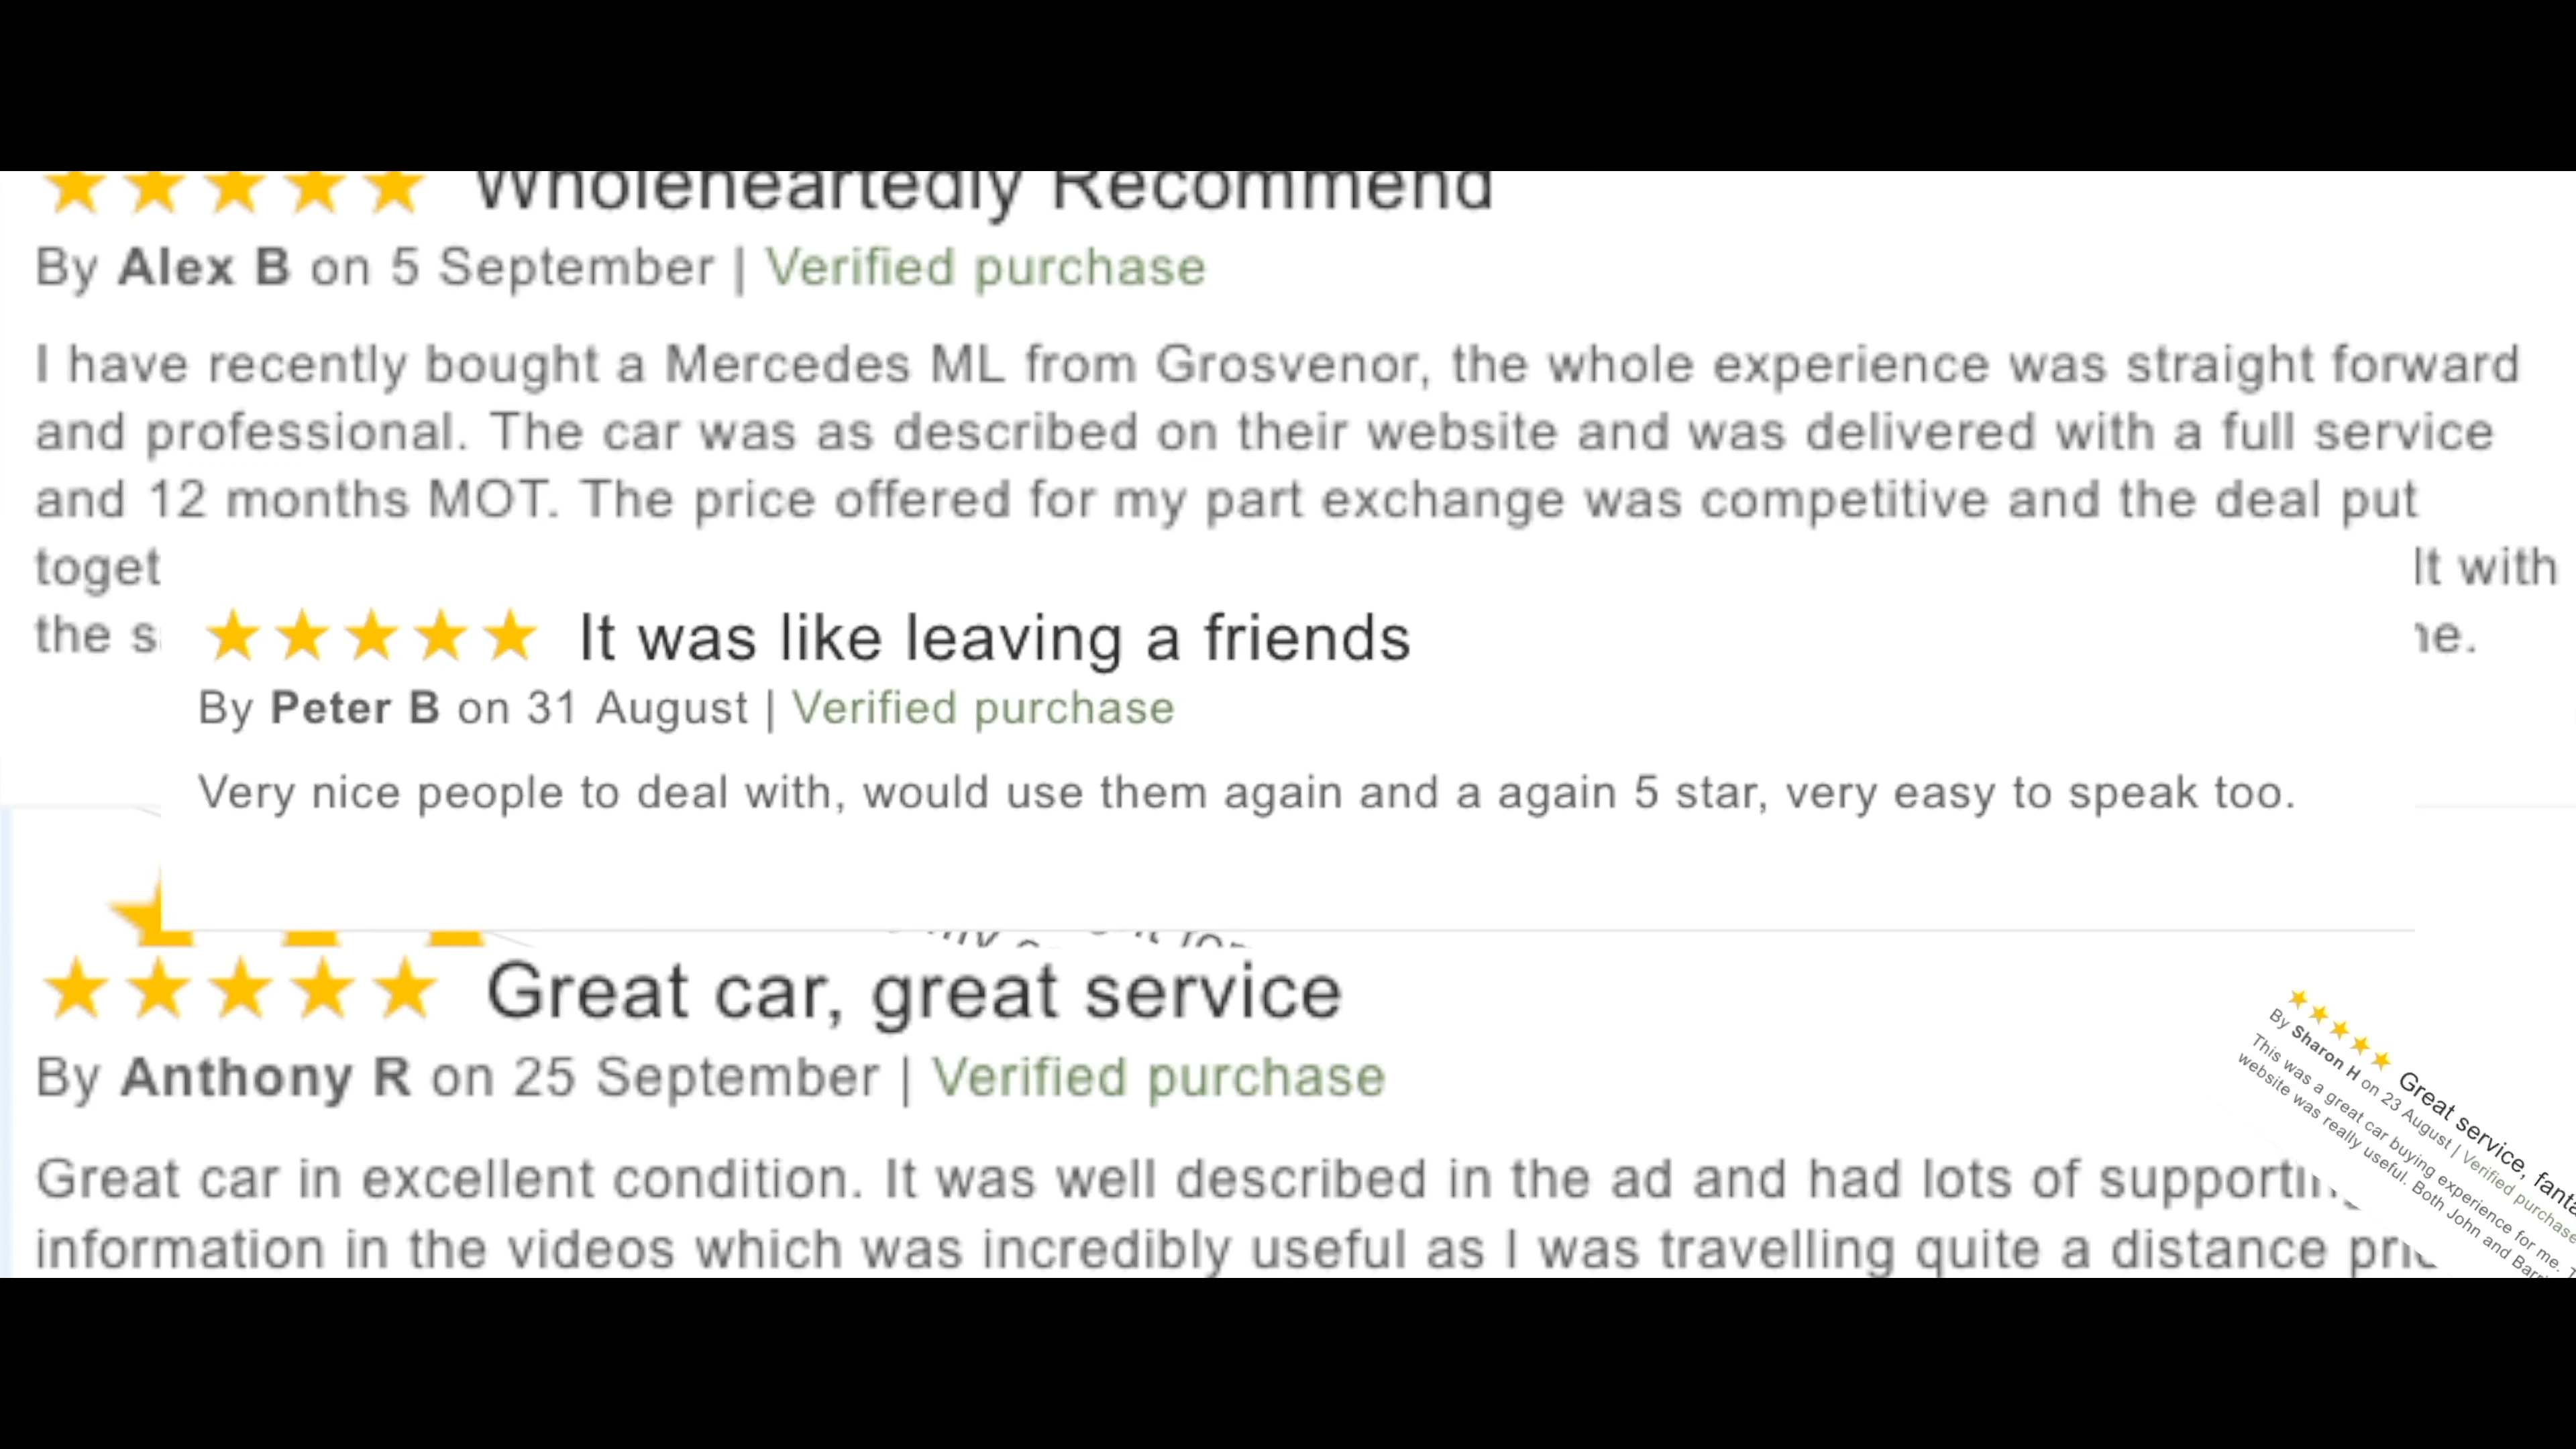 Wholeheartedly Recommend
By Alex B on 5 September | Verified purchase
I have recently bought a Mercedes ML from Grosvenor, the whole experience was straight forward
and professional. The car was as described on their website and was delivered with a full service
and 12 months MOT. The price offered for my part exchange was competitive and the deal put
with
the
It was like leaving a friends
By Peter B on 31 August | Verified purchase
Very nice people to deal with, would use them again and a again 5 star, very easy to speak too.
Great car, great service
By Anthony R on 25 September | Verified purchase
Great car in excellent condition. It was well described in the ad and had lots of
information in the videos which was incredibly useful as I was travelling quite a distance
Great service,
By Sharon H on 23 August | Verified purchase
This was a great car buying experience for me.
website was really useful. Both John and